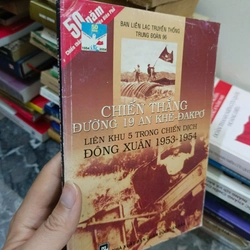 50 năm
BAN LIÊN LẠC TRUYỀN THỐNG
TRUNG ĐOÀN 96
CHIẾN THẮNG
ĐƯỜNG 19 AN KHÊ-ĐAKPƠ
LIÊN KHU 5 TRONG CHIẾN DỊCH
ĐÔNG XUÂN 1953-1954